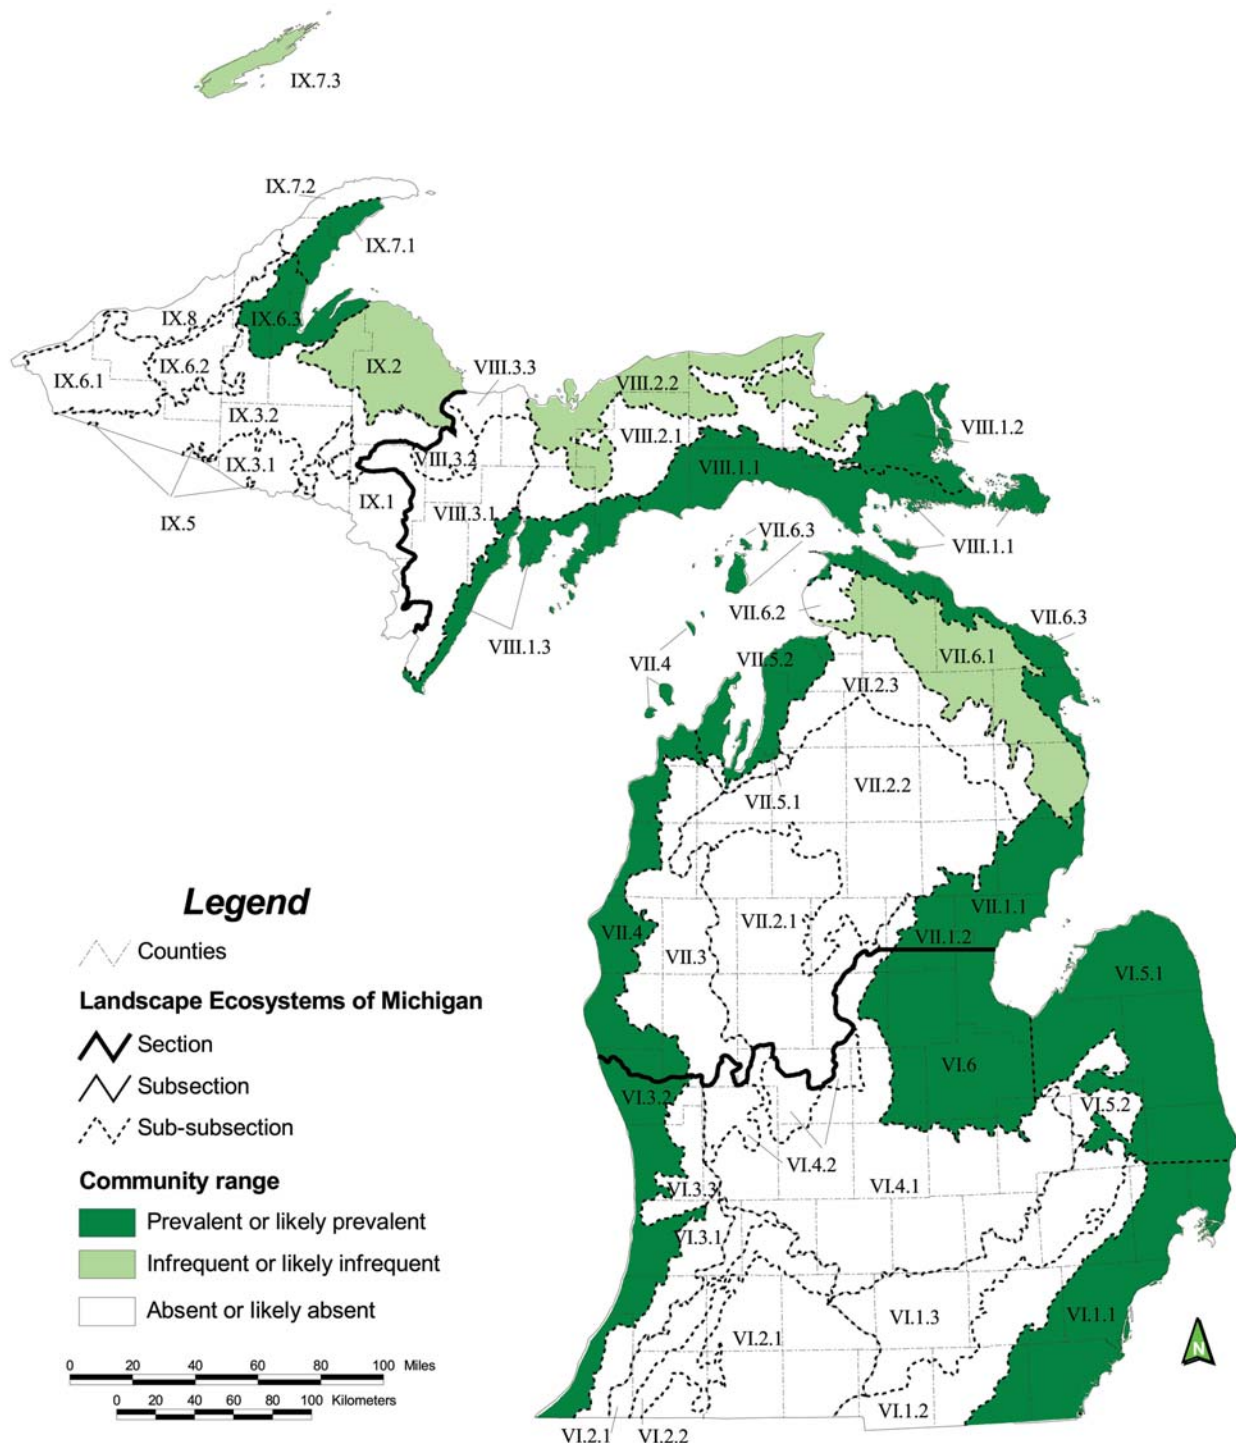 IX.7.3
IX.7.2
IX.7.1
IX.8
IX.6.3
IX.6.2
IX.6.1
IX.2
VIII.3.3
VIII.2.2
IX.3.2
VIII.2.1
VIII.1.2
VIII.3.2
VIII.1.1
IX.3.1
IX.1
IX.5
VIII.3.1
VIII.1.1
VII.6.3
VII.6.2
VII.6.3
VIII.1.3
VII.6.1
VII.4
VII.5.2
VII.2.3
VII.2.2
VII.5.1
VII.1.1
VII.2.1
VII.4
VII.1.2
VII.3
VI.5.1
VI.6
VI.3.2
VI.5.2
VI.4.2
VI.4.1
VI.3.3
VI.3.1
VI.1.3
VI.1.1
VI.2.1
VI.1.2
VI.2.1
VI.2.2
Legend
Counties
Landscape Ecosystems of Michigan
Section
Subsection
Sub-subsection
Community range
Prevalent or likely prevalent
Infrequent or likely infrequent
Absent or likely absent
0 20 40 60 80 100 Miles
0 20 40 60 80 100 Kilometers
N